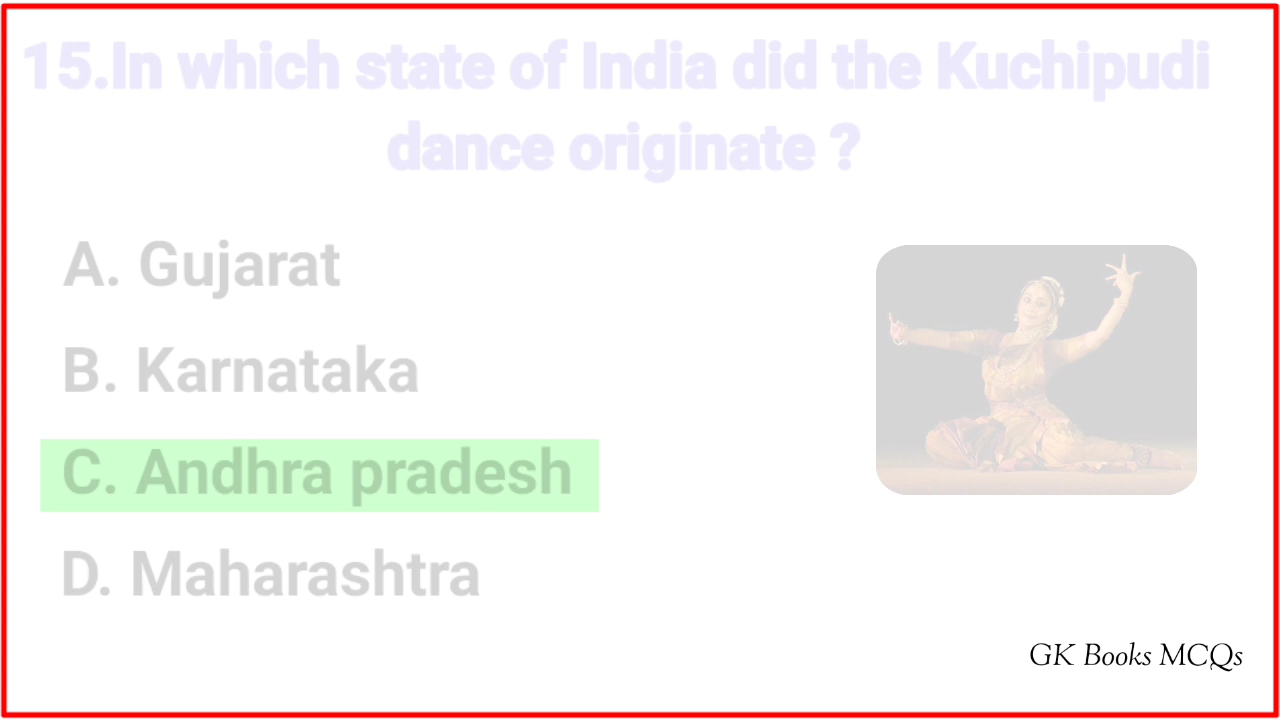 15.In which state of India did the Kuchipudi
dance originate ?
A. Gujarat
B. Karnataka
C. Andhra pradesh
D. Maharashtra
GK Books MCQs